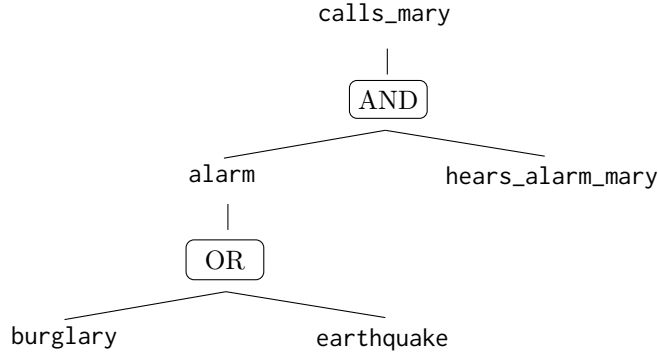 calls_mary
AND
alarm hears_alarm_mary
OR
burglary earthquake